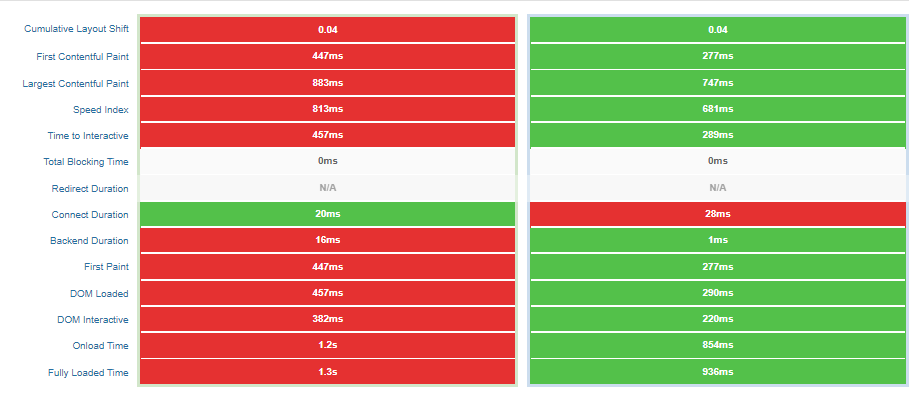 Cumulative Layout Shift 0.04 0.04
First Contentful Paint 447ms 277ms
Largest Contentful Paint 883ms 747ms
Speed Index 813ms 681ms
Time to Interactive 457ms 289ms
Total Blocking Time 0ms 0ms
Redirect Duration N/A N/A
Connect Duration 20ms 28ms
Backend Duration 16ms 1ms
First Paint 447ms 277ms
DOM Loaded 457ms 290ms
DOM Interactive 382ms 220ms
Onload Time 1.2s 854ms
Fully Loaded Time 1.3s 936ms